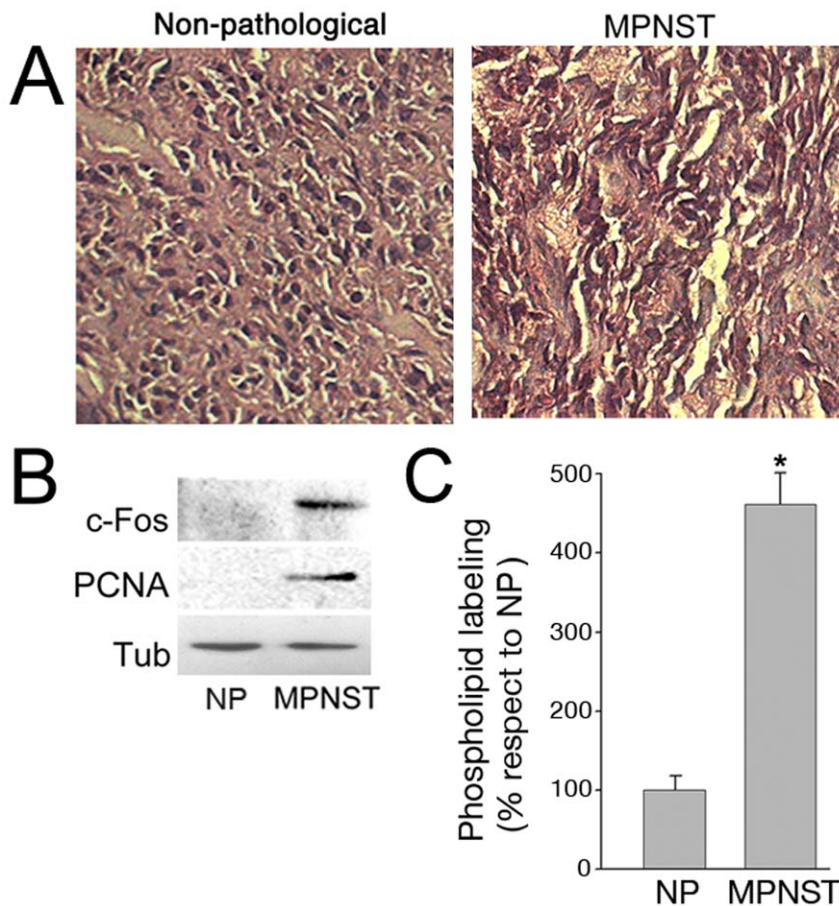 Non-pathological
MPNST
A
B
c-Fos
PCNA
Tub
NP MPNST
C
Phospholipid labeling
(% respect to NP)
500
400
300
200
100
0
*
NP MPNST